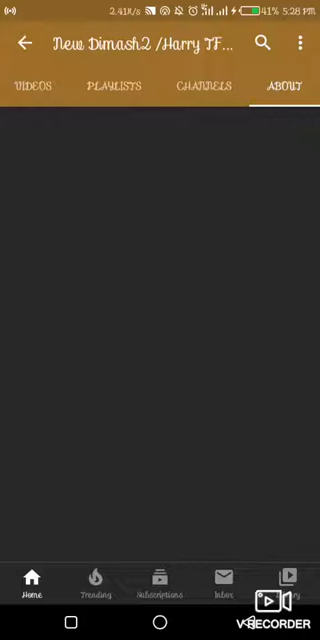 2.41K/s 41% 5:28 PM
New Dimash2 /Harry TF...
VIDEOS PLAYLISTS CHANNELS ABOUT
Home Trending Subscriptions Inbox
V RECORDER